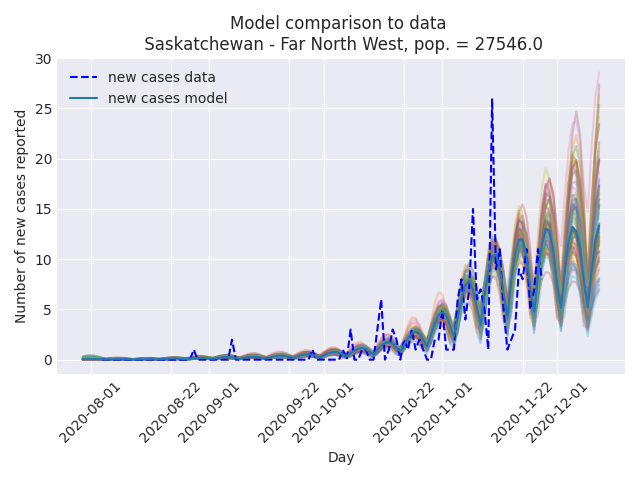 Model comparison to data
Saskatchewan - Far North West, pop. = 27546.0
new cases data
new cases model
Number of new cases reported
30
25
20
15
10
5
0
2020-08-01
2020-08-22
2020-09-01
2020-09-22
2020-10-01
2020-10-22
2020-11-01
2020-11-22
2020-12-01
Day